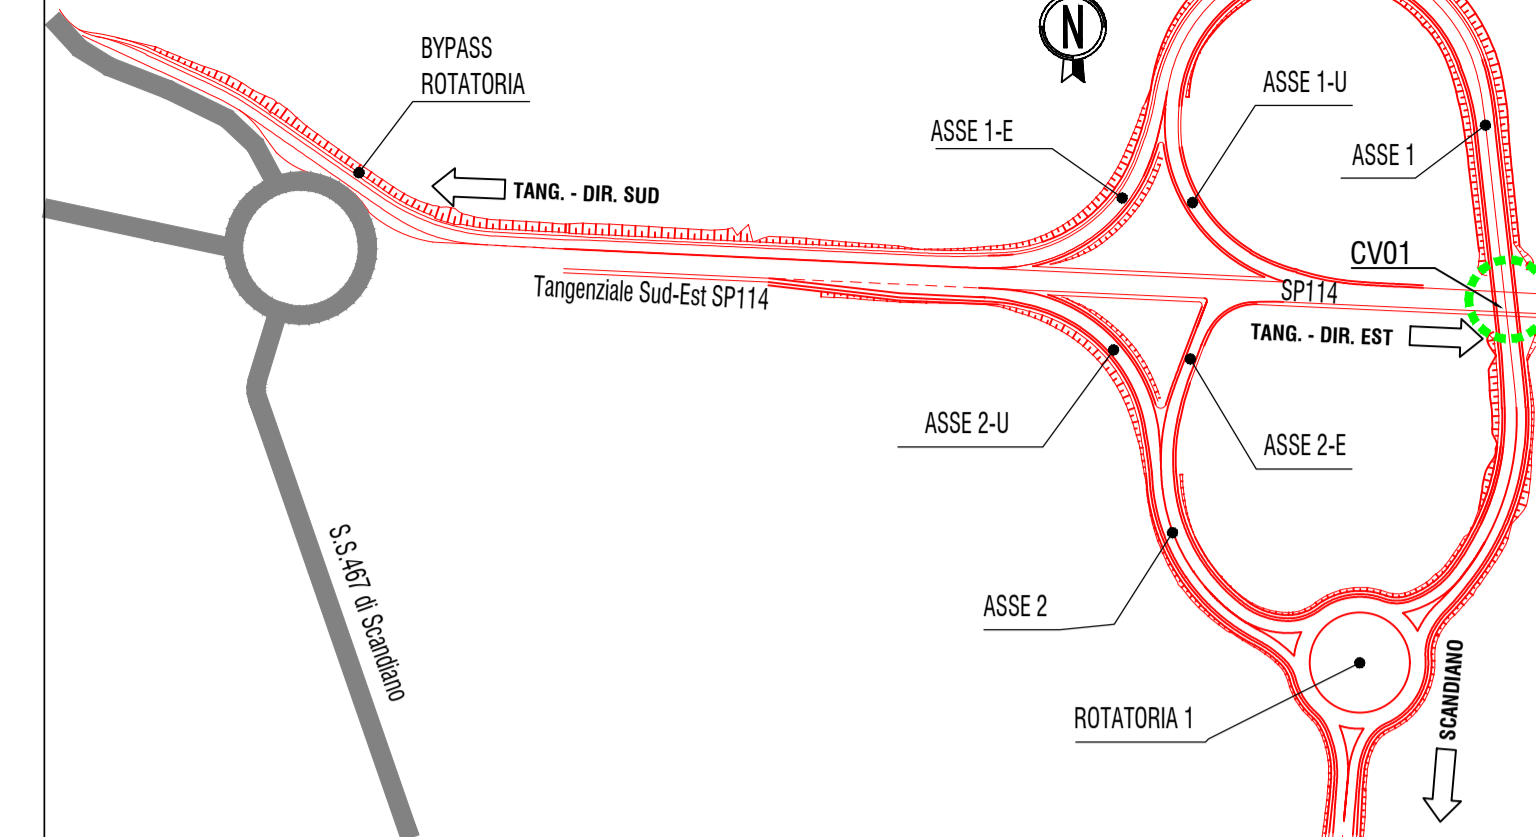 N
BYPASS
ROTATORIA
ASSE 1-U
ASSE 1-E
ASSE 1
TANG. - DIR. SUD
CV01
Tangenziale Sud-Est SP114
SP114
TANG. - DIR. EST
ASSE 2-U
ASSE 2-E
S.S.467 di Scandiano
ASSE 2
SCANDIANO
ROTATORIA 1